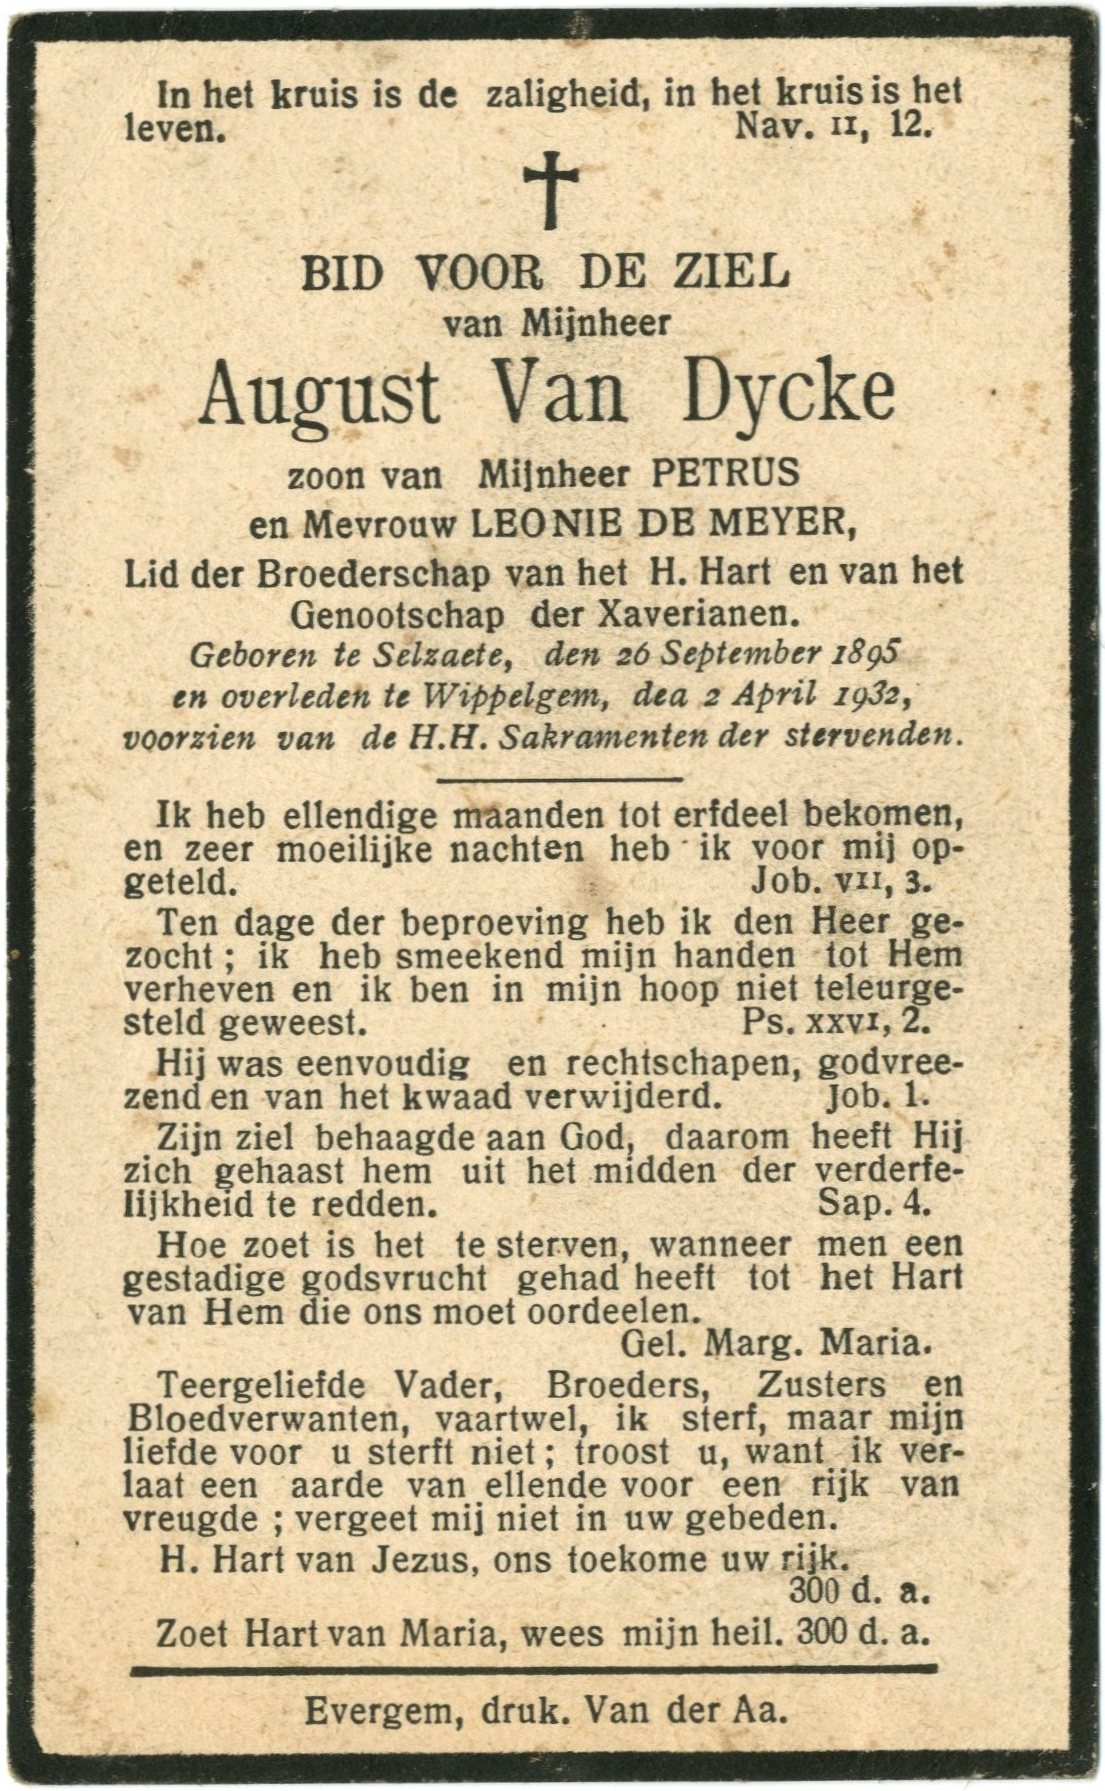 In het kruis is de zaligheid, in het kruis is het
leven. Nav. II, 12.
BID VOOR DE ZIEL
van Mijnheer
August Van Dycke
zoon van Mijnheer PETRUS
en Mevrouw LEONIE DE MEYER,
Lid der Broederschap van het H. Hart en van het
Genootschap der Xaverianen.
Geboren te Selzaete, den 26 September 1895
en overleden te Wippelgem, dea 2 April 1932,
voorzien van de H.H. Sakramenten der stervenden.
Ik heb ellendige maanden tot erfdeel bekomen,
en zeer moeilijke nachten heb ik voor mij op-
geteld. Job. VII, 3.
Ten dage der beproeving heb ik den Heer ge-
zocht ; ik heb smeekend mijn handen tot Hem
verheven en ik ben in mijn hoop niet teleurge-
steld geweest. Ps. XXVI, 2.
Hij was eenvoudig en rechtschapen, godvree-
zend en van het kwaad verwijderd. Job. 1.
Zijn ziel behaagde aan God, daarom heeft Hij
zich gehaast hem uit het midden der verderfe-
lijkheid te redden. Sap. 4.
Hoe zoet is het te sterven, wanneer men een
gestadige godsvrucht gehad heeft tot het Hart
van Hem die ons moet oordeelen.
Gel. Marg. Maria.
Teergeliefde Vader, Broeders, Zusters en
Bloedverwanten, vaartwel, ik sterf, maar mijn
liefde voor u sterft niet ; troost u, want ik ver-
laat een aarde van ellende voor een rijk van
vreugde ; vergeet mij niet in uw gebeden.
H. Hart van Jezus, ons toekome uw rijk.
300 d. a.
Zoet Hart van Maria, wees mijn heil. 300 d. a.
Evergem, druk. Van der Aa.